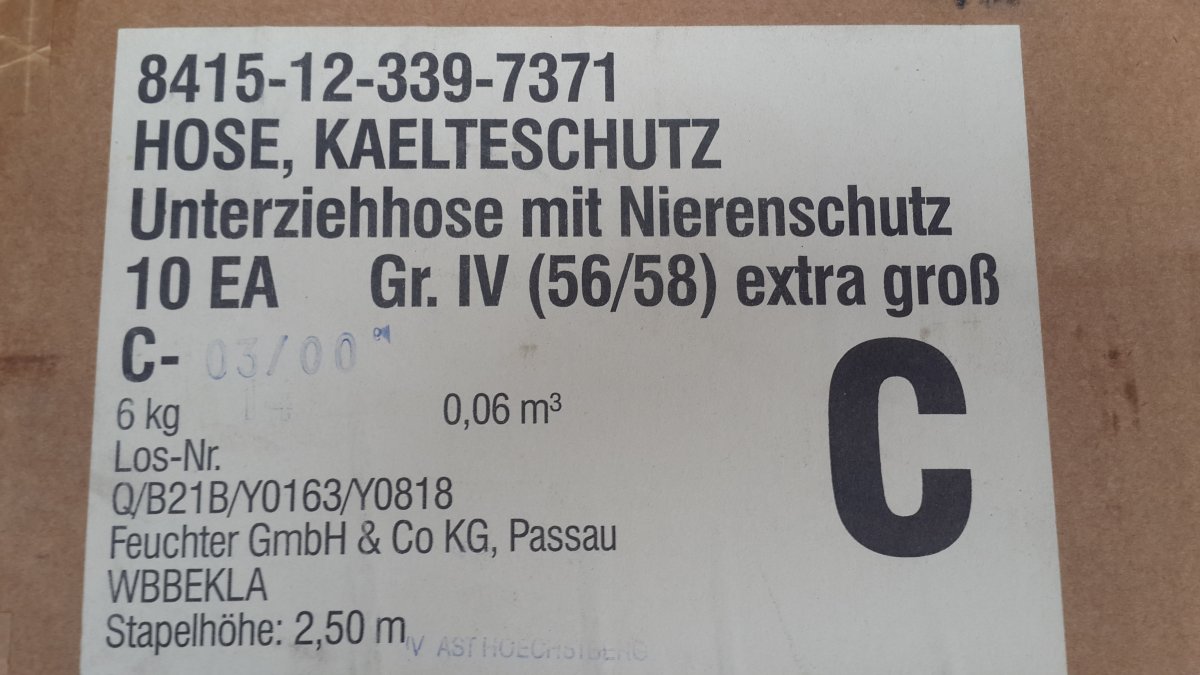 8415-12-339-7371
HOSE, KAELTESCHUTZ
Unterziehhose mit Nierenschutz
10 EA Gr. IV (56/58) extra groß
C- 03/00
C
6 kg 0,06 m³
Los-Nr.
Q/B21B/Y0163/Y0818
Feuchter GmbH & Co KG, Passau
WBBEKLA
Stapelhöhe: 2,50 m
AST HOECHSTBERG